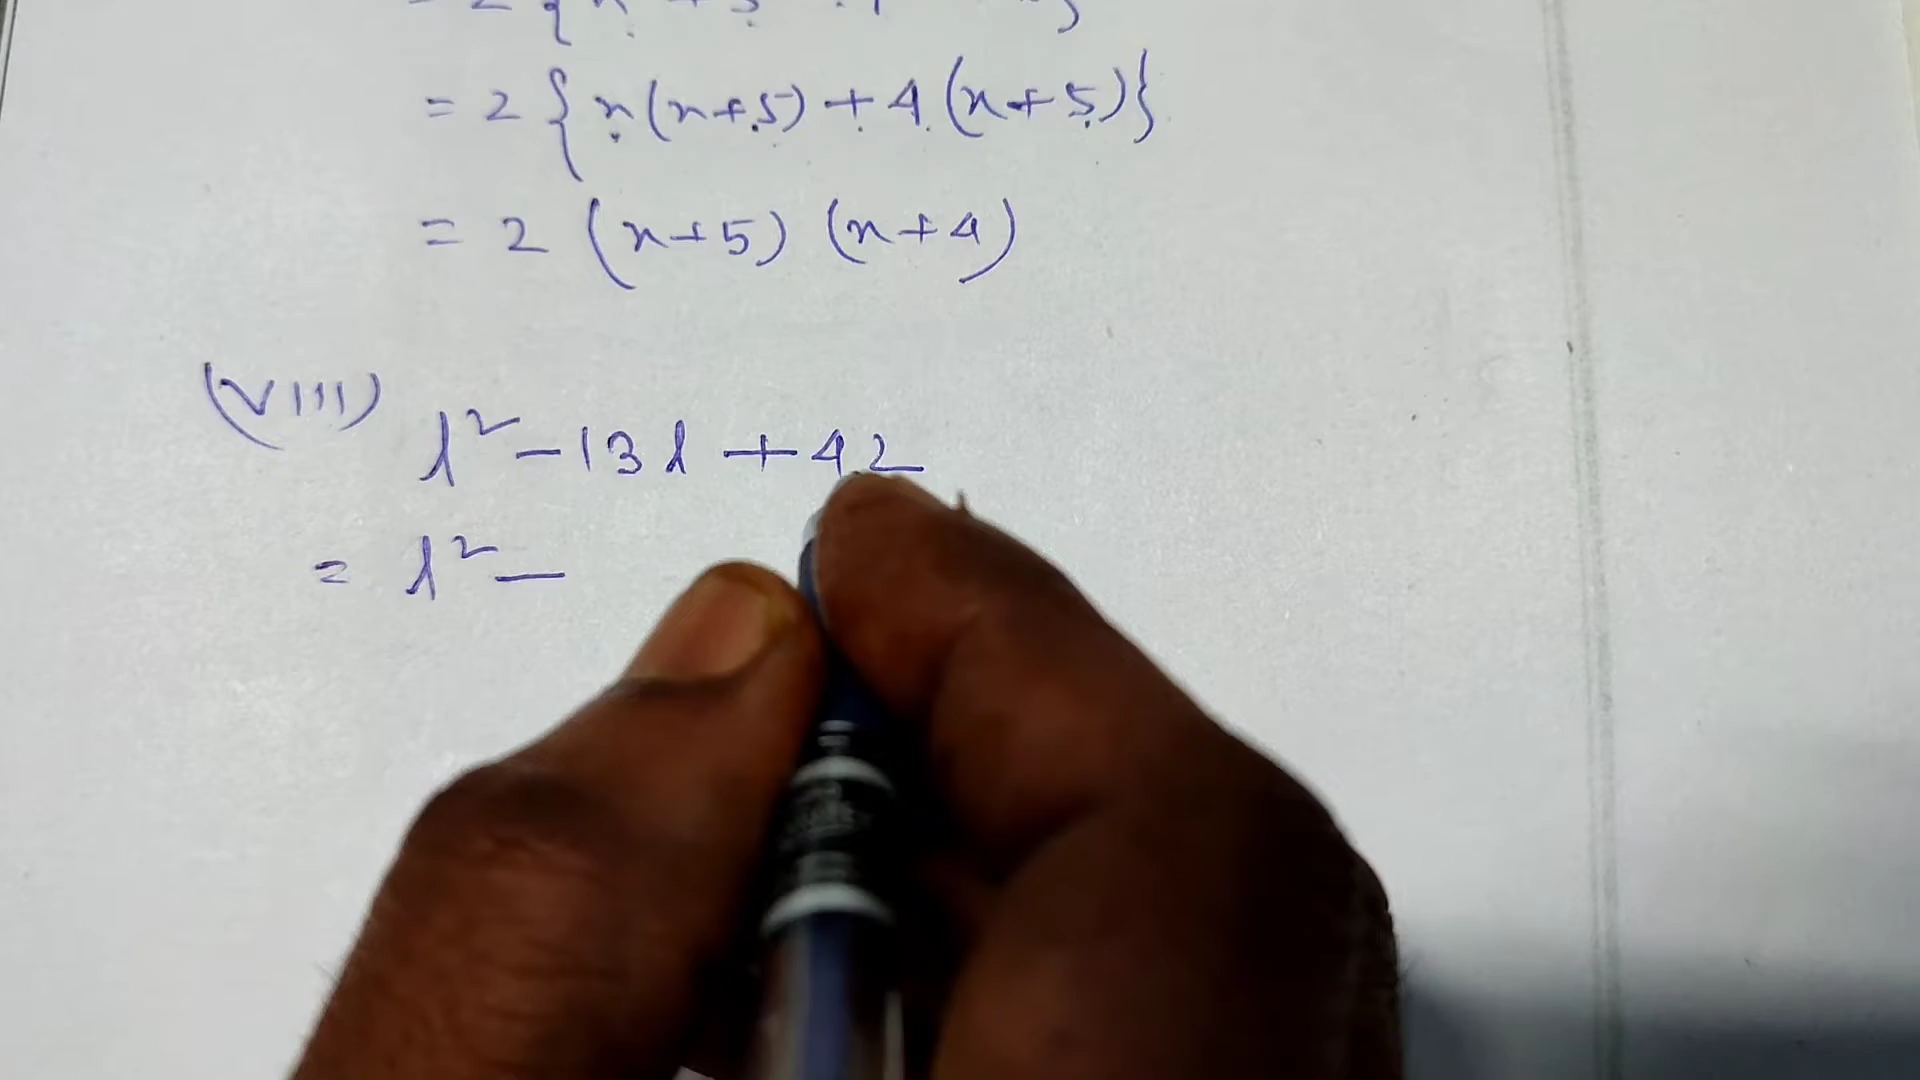 = 2 { x(x+5) + 4 (x+5)}
= 2 (x+5) (x+4)
(VIII) l² - 13l + 42
= l² -